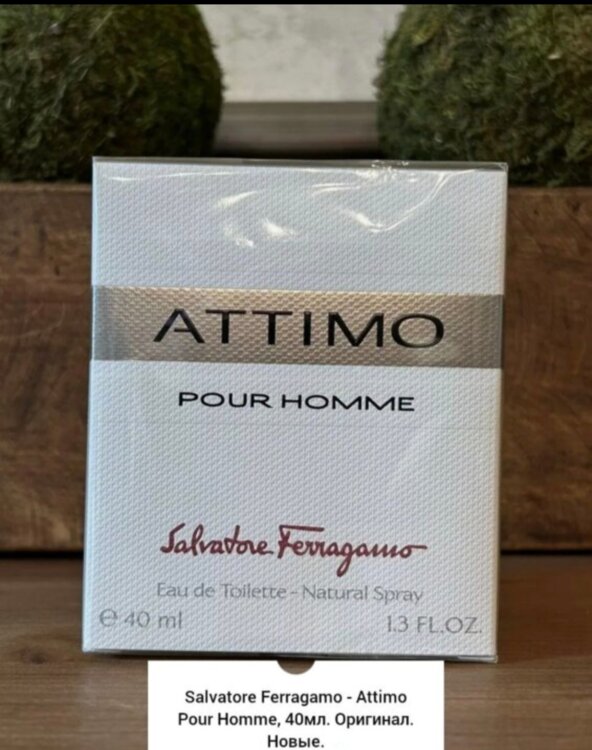 ATTIMO
POUR HOMME
Salvatore Ferragamo
Eau de Toilette - Natural Spray
℮ 40 ml 1.3 FL.OZ.
Salvatore Ferragamo - Attimo
Pour Homme, 40мл. Оригинал.
Новые.